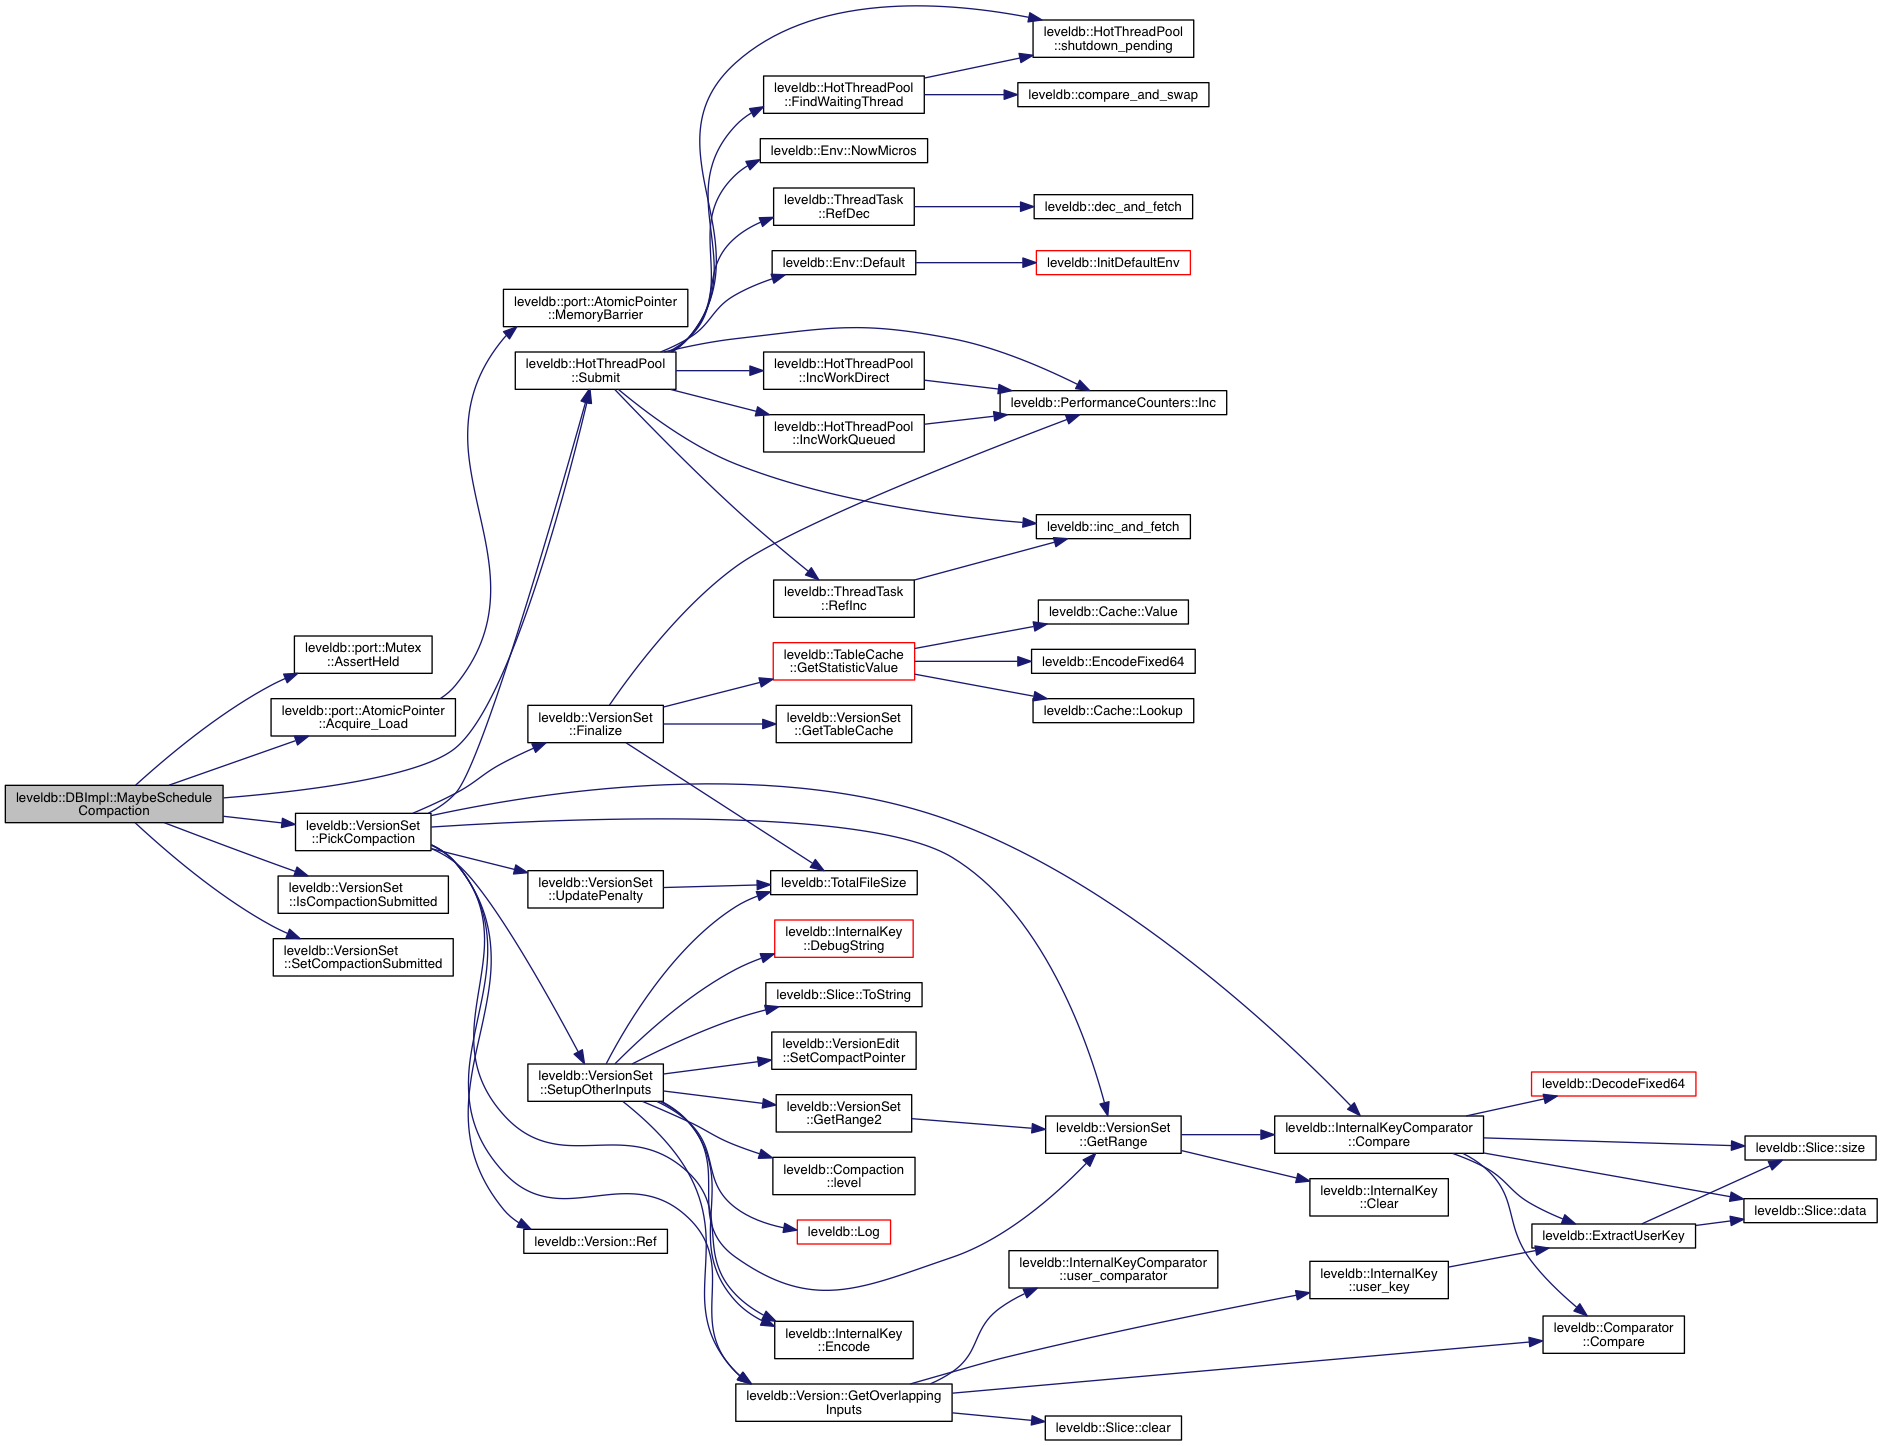 leveldb::HotThreadPool
::shutdown_pending
leveldb::HotThreadPool
::FindWaitingThread
leveldb::compare_and_swap
leveldb::Env::NowMicros
leveldb::ThreadTask
::RefDec
leveldb::dec_and_fetch
leveldb::Env::Default
leveldb::InitDefaultEnv
leveldb::port::AtomicPointer
::MemoryBarrier
leveldb::HotThreadPool
::Submit
leveldb::HotThreadPool
::IncWorkDirect
leveldb::PerformanceCounters::Inc
leveldb::HotThreadPool
::IncWorkQueued
leveldb::inc_and_fetch
leveldb::ThreadTask
::RefInc
leveldb::Cache::Value
leveldb::port::Mutex
::AssertHeld
leveldb::TableCache
::GetStatisticValue
leveldb::EncodeFixed64
leveldb::Cache::Lookup
leveldb::port::AtomicPointer
::Acquire_Load
leveldb::VersionSet
::Finalize
leveldb::VersionSet
::GetTableCache
leveldb::DBImpl::MaybeSchedule
Compaction
leveldb::VersionSet
::PickCompaction
leveldb::VersionSet
::IsCompactionSubmitted
leveldb::VersionSet
::UpdatePenalty
leveldb::TotalFileSize
leveldb::VersionSet
::SetCompactionSubmitted
leveldb::InternalKey
::DebugString
leveldb::Slice::ToString
leveldb::VersionEdit
::SetCompactPointer
leveldb::VersionSet
::SetupOtherInputs
leveldb::VersionSet
::GetRange2
leveldb::VersionSet
::GetRange
leveldb::InternalKeyComparator
::Compare
leveldb::DecodeFixed64
leveldb::Slice::size
leveldb::Compaction
::level
leveldb::InternalKey
::Clear
leveldb::Slice::data
leveldb::Version::Ref
leveldb::Log
leveldb::ExtractUserKey
leveldb::InternalKeyComparator
::user_comparator
leveldb::InternalKey
::user_key
leveldb::InternalKey
::Encode
leveldb::Comparator
::Compare
leveldb::Version::GetOverlapping
Inputs
leveldb::Slice::clear